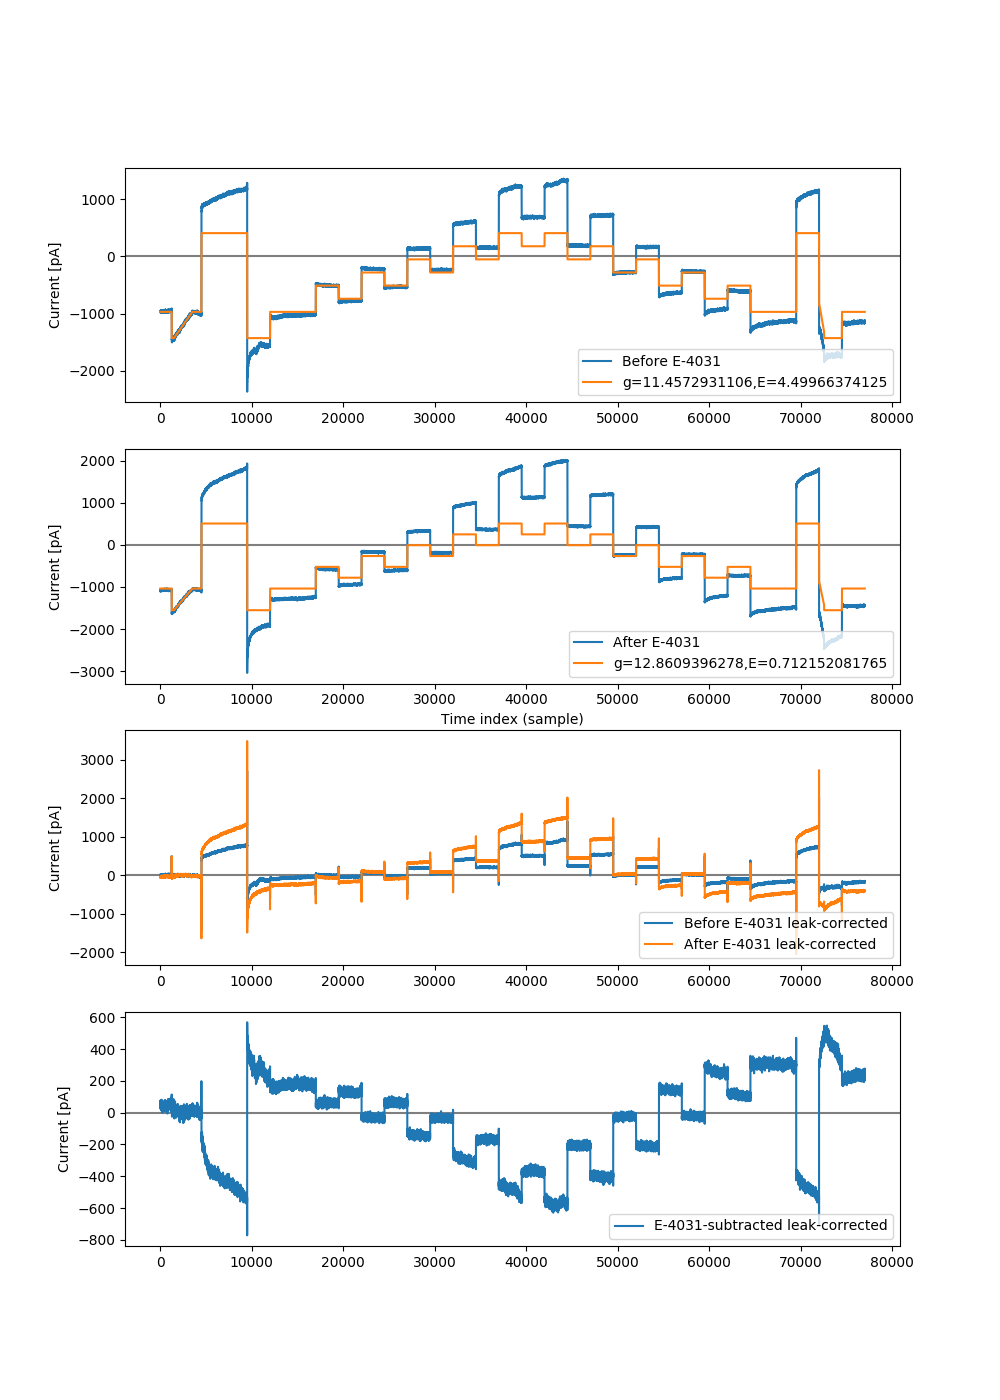 1000
0
−1000
−2000
Current [pA]
Before E-4031
g=11.4572931106,E=4.49966374125
0 10000 20000 30000 40000 50000 60000 70000 80000
2000
1000
0
−1000
−2000
−3000
Current [pA]
After E-4031
g=12.8609396278,E=0.712152081765
0 10000 20000 30000 40000 50000 60000 70000 80000
Time index (sample)
3000
2000
1000
0
−1000
−2000
Current [pA]
Before E-4031 leak-corrected
After E-4031 leak-corrected
0 10000 20000 30000 40000 50000 60000 70000 80000
600
400
200
0
−200
−400
−600
−800
Current [pA]
E-4031-subtracted leak-corrected
0 10000 20000 30000 40000 50000 60000 70000 80000